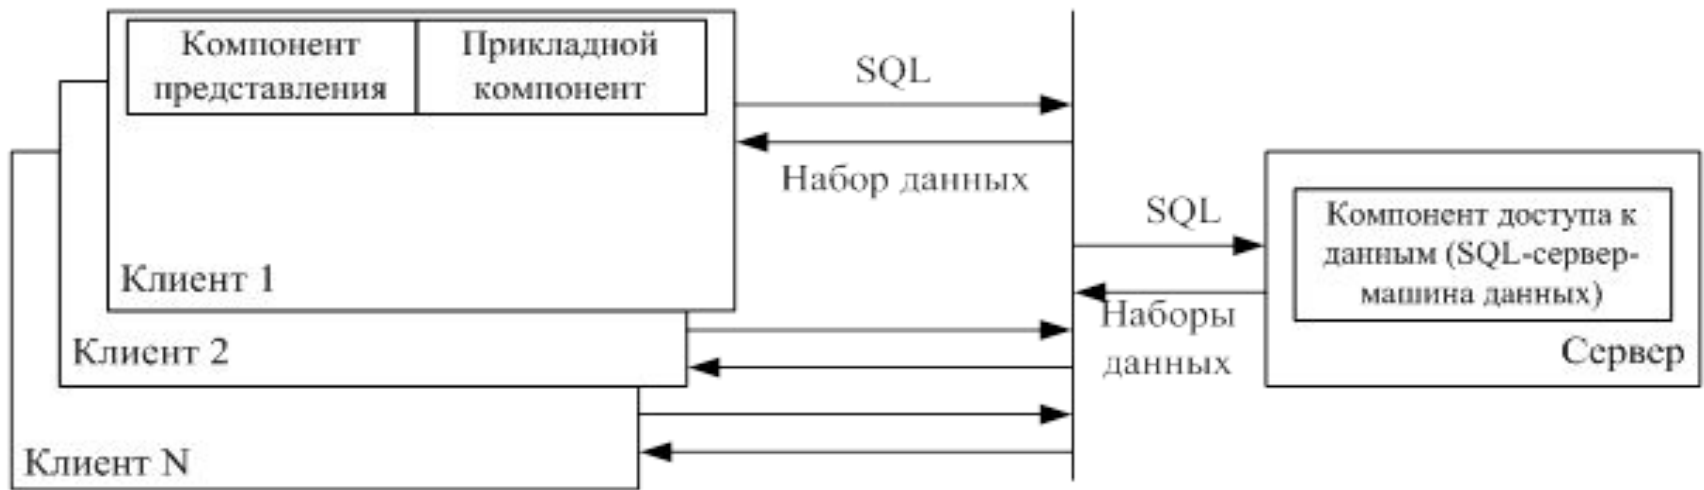 Компонент
представления
Прикладной
компонент
SQL
Набор данных
Клиент 1
SQL
Наборы
данных
Компонент доступа к
данным (SQL-сервер-
машина данных)
Сервер
Клиент 2
Клиент N